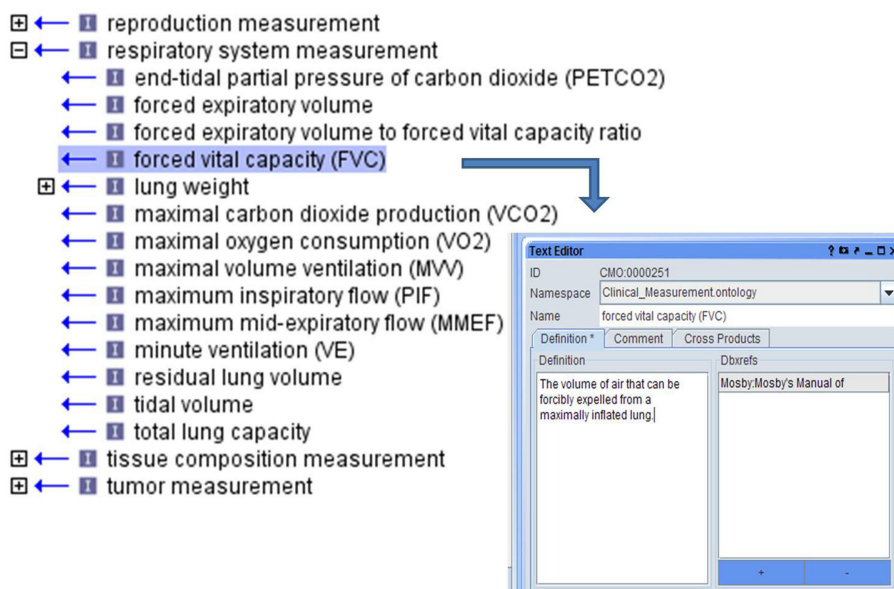 reproduction measurement
respiratory system measurement
end-tidal partial pressure of carbon dioxide (PETCO2)
forced expiratory volume
forced expiratory volume to forced vital capacity ratio
forced vital capacity (FVC)
lung weight
maximal carbon dioxide production (VCO2)
maximal oxygen consumption (VO2)
maximal volume ventilation (MVV)
maximum inspiratory flow (PIF)
maximum mid-expiratory flow (MMEF)
minute ventilation (VE)
residual lung volume
tidal volume
total lung capacity
tissue composition measurement
tumor measurement
Text Editor
ID CMO:0000251
Namespace Clinical_Measurement.ontology
Name forced vital capacity (FVC)
Definition * Comment Cross Products
Definition Dbxrefs
The volume of air that can be Mosby:Mosby's Manual of
forcibly expelled from a
maximally inflated lung.
+ -